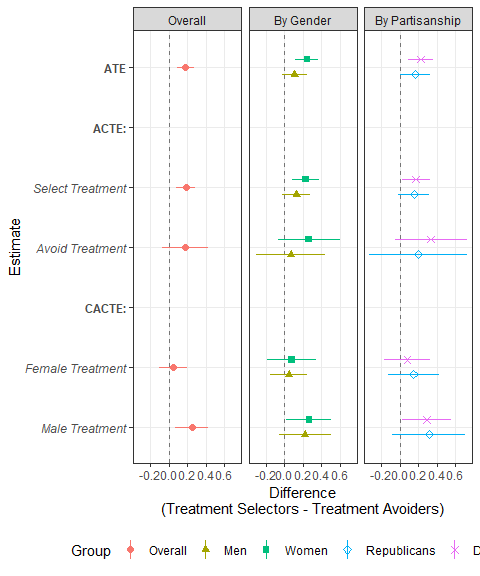 Overall
By Gender
By Partisanship
ATE
ACTE:
Select Treatment
Avoid Treatment
CACTE:
Female Treatment
Male Treatment
Estimate
-0.2 0.0 0.2 0.4 0.6
-0.2 0.0 0.2 0.4 0.6
-0.2 0.0 0.2 0.4 0.6
Difference
(Treatment Selectors - Treatment Avoiders)
Group Overall Men Women Republicans D